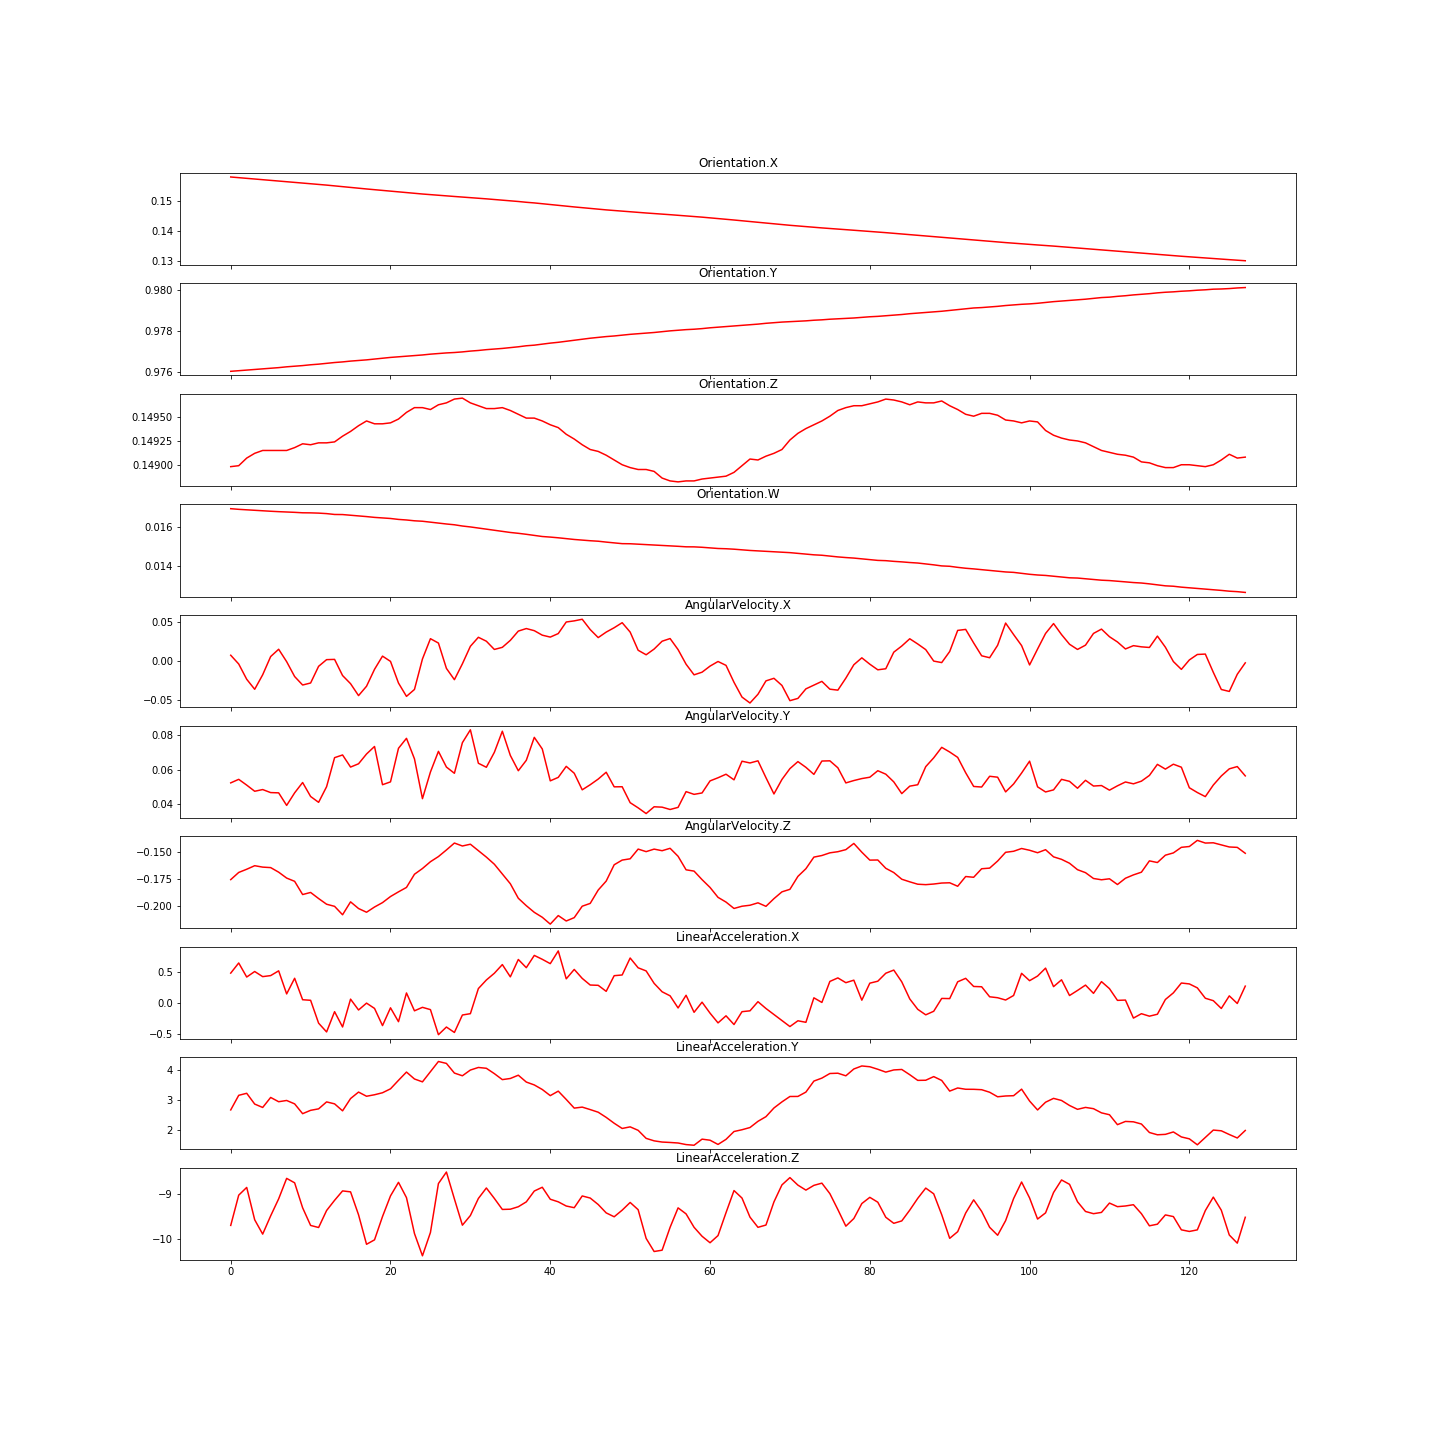 Orientation.X
0.15
0.14
0.13
Orientation.Y
0.980
0.978
0.976
Orientation.Z
0.14950
0.14925
0.14900
Orientation.W
0.016
0.014
AngularVelocity.X
0.05
0.00
−0.05
AngularVelocity.Y
0.08
0.06
0.04
AngularVelocity.Z
−0.150
−0.175
−0.200
LinearAcceleration.X
0.5
0.0
−0.5
LinearAcceleration.Y
4
3
2
LinearAcceleration.Z
−9
−10
0 20 40 60 80 100 120